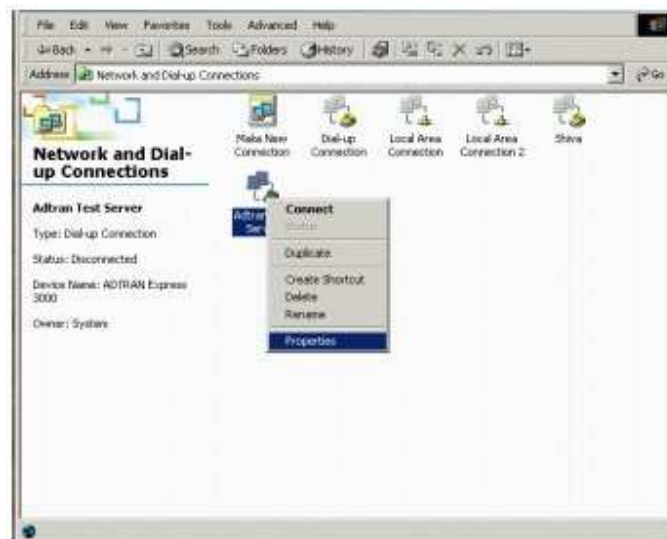 File Edit View Favorites Tools Advanced Help
Back Search Folders History
Address Network and Dial-up Connections Go
Network and Dial-
up Connections
Adtran Test Server
Type: Dial-up Connection
Status: Disconnected
Device Name: ADTRAN Express
3000
Owner: System
Make New
Connection
Dial-up
Connection
Local Area
Connection
Local Area
Connection 2
Shiva
Connect
Status
Duplicate
Create Shortcut
Delete
Rename
Properties